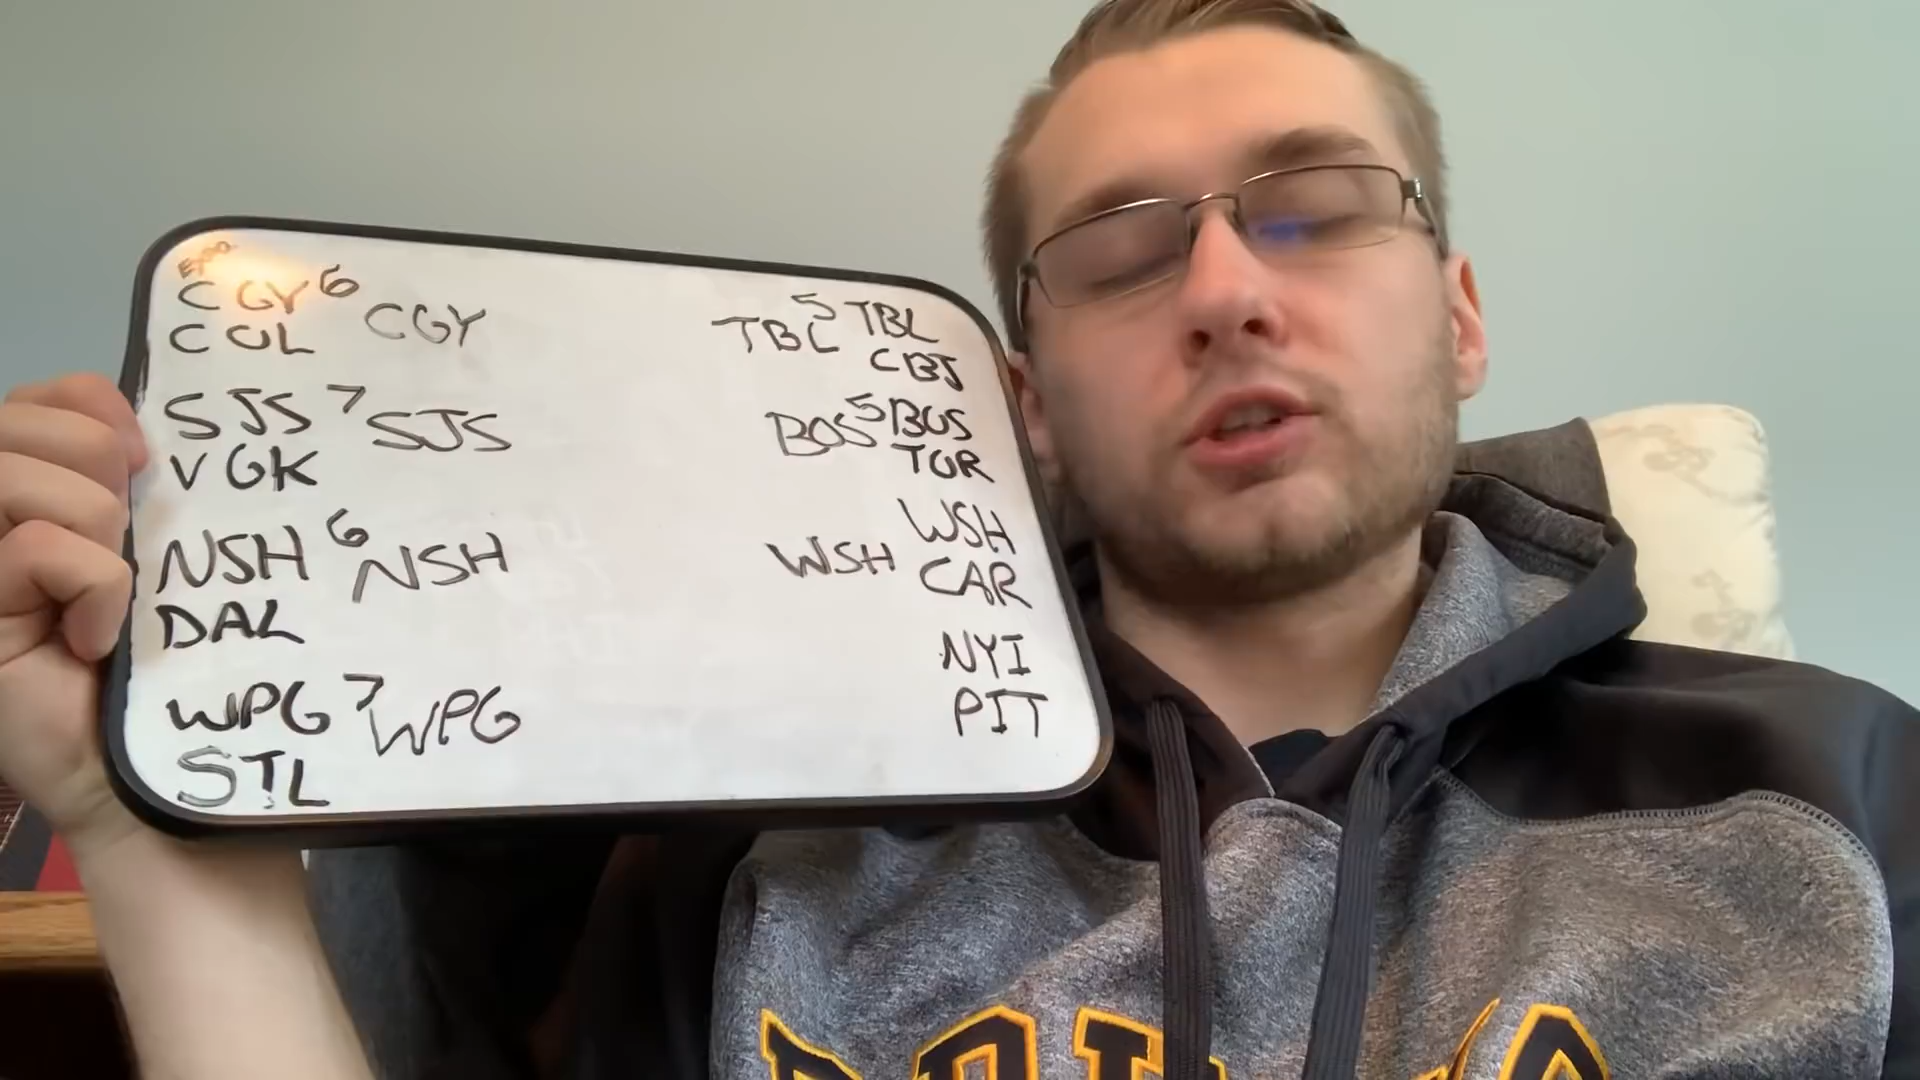 EXPO
CGY 6
COL CGY
SJS 7
VGK SJS
NSH 6
DAL NSH
WPG 7
STL WPG
TBL 5 TBL
CBJ
BOS 5 BOS
TOR
WSH WSH
CAR
NYI
PIT